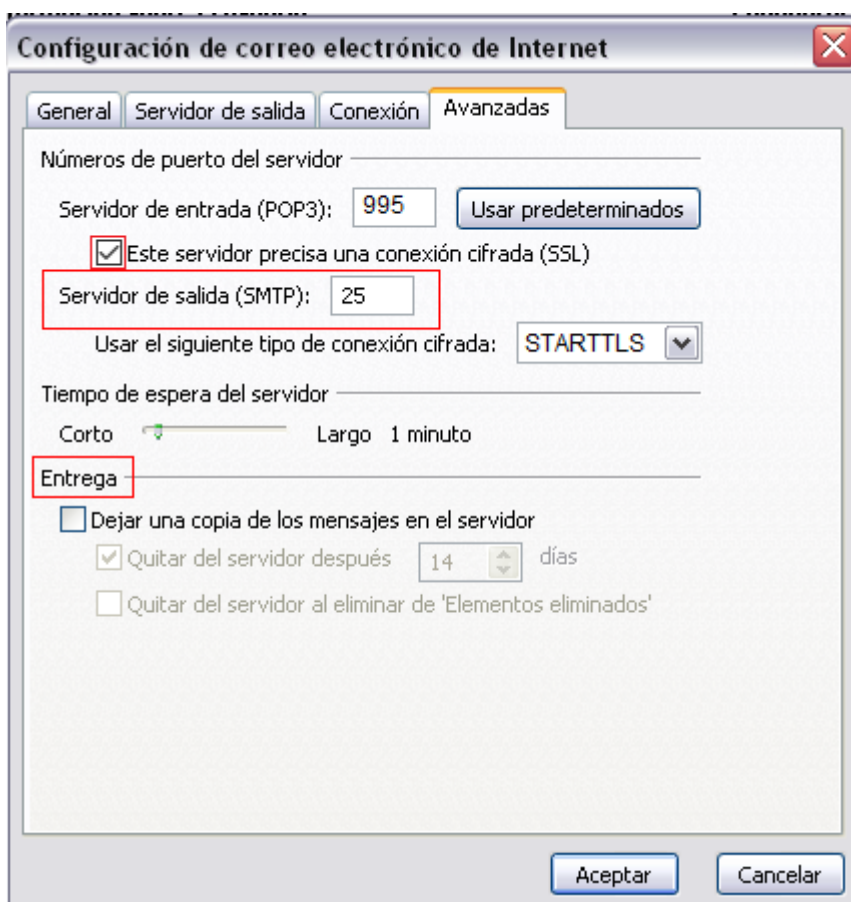 Configuración de correo electrónico de Internet
General Servidor de salida Conexión Avanzadas
Números de puerto del servidor
Servidor de entrada (POP3): 995 Usar predeterminados
Este servidor precisa una conexión cifrada (SSL)
Servidor de salida (SMTP): 25
Usar el siguiente tipo de conexión cifrada: STARTTLS
Tiempo de espera del servidor
Corto Largo 1 minuto
Entrega
Dejar una copia de los mensajes en el servidor
Quitar del servidor después 14 días
Quitar del servidor al eliminar de 'Elementos eliminados'
Aceptar Cancelar